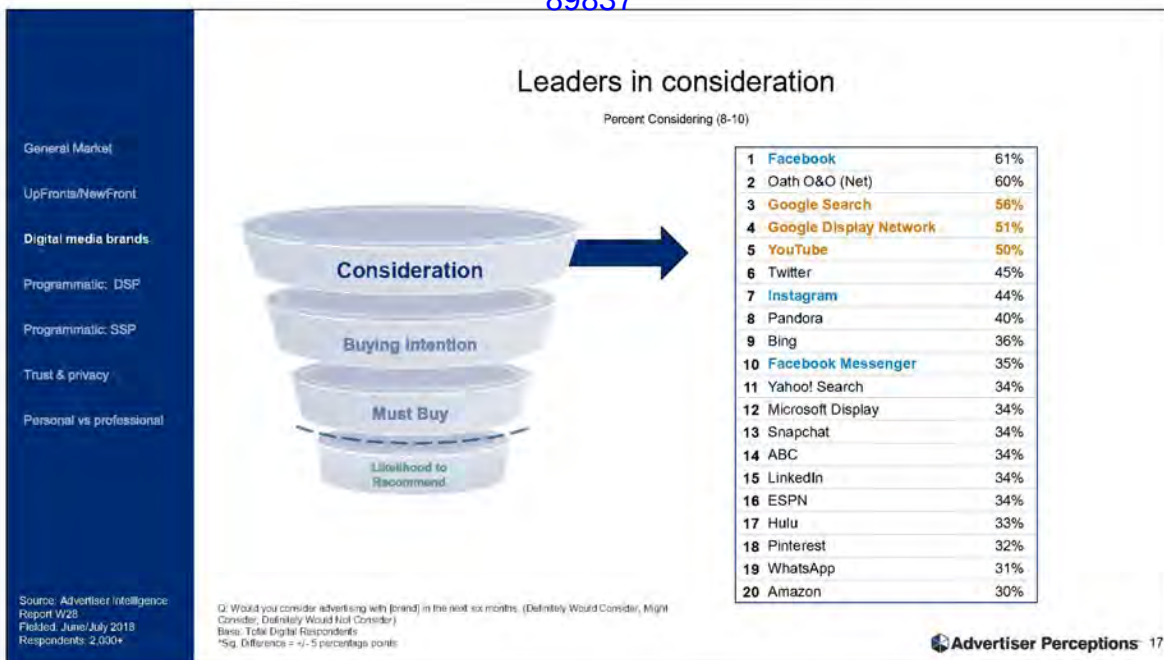 89837
Leaders in consideration
Percent Considering (8-10)
General Market
UpFronts/NewFront
Digital media brands
Programmatic: DSP
Programmatic: SSP
Trust & privacy
Personal vs professional
Consideration
Buying Intention
Must Buy
Likelihood to
Recommend
1 Facebook 61%
2 Oath O&O (Net) 60%
3 Google Search 56%
4 Google Display Network 51%
5 YouTube 50%
6 Twitter 45%
7 Instagram 44%
8 Pandora 40%
9 Bing 36%
10 Facebook Messenger 35%
11 Yahoo! Search 34%
12 Microsoft Display 34%
13 Snapchat 34%
14 ABC 34%
15 LinkedIn 34%
16 ESPN 34%
17 Hulu 33%
18 Pinterest 32%
19 WhatsApp 31%
20 Amazon 30%
Source: Advertiser Intelligence
Report W28
Fielded: June/July 2018
Respondents: 2,000+
Q: Would you consider advertising with [brand] in the next six months. (Definitely Would Consider, Might
Consider, Definitely Would Not Consider)
Base: Total Digital Respondents
*Sig. Difference = +/- 5 percentage points
Advertiser Perceptions 17